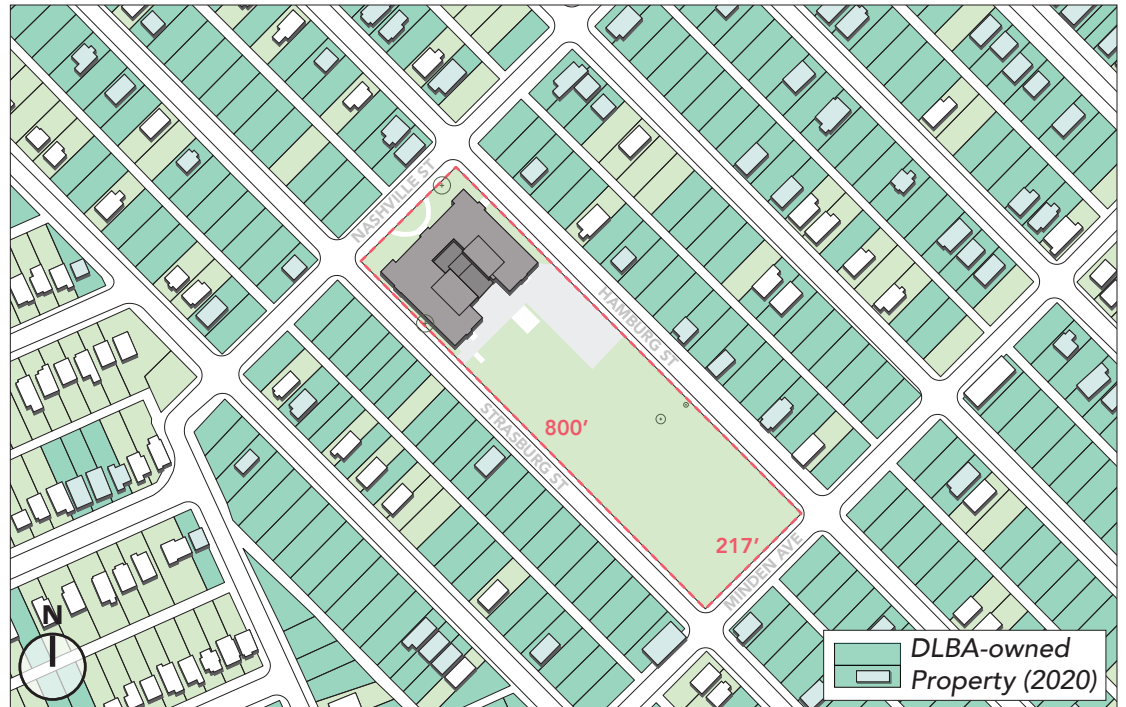 NASHVILLE ST
HAMBURG ST
STRASBURG ST
800’
217’
MINDEN AVE
N
DLBA-owned
Property (2020)